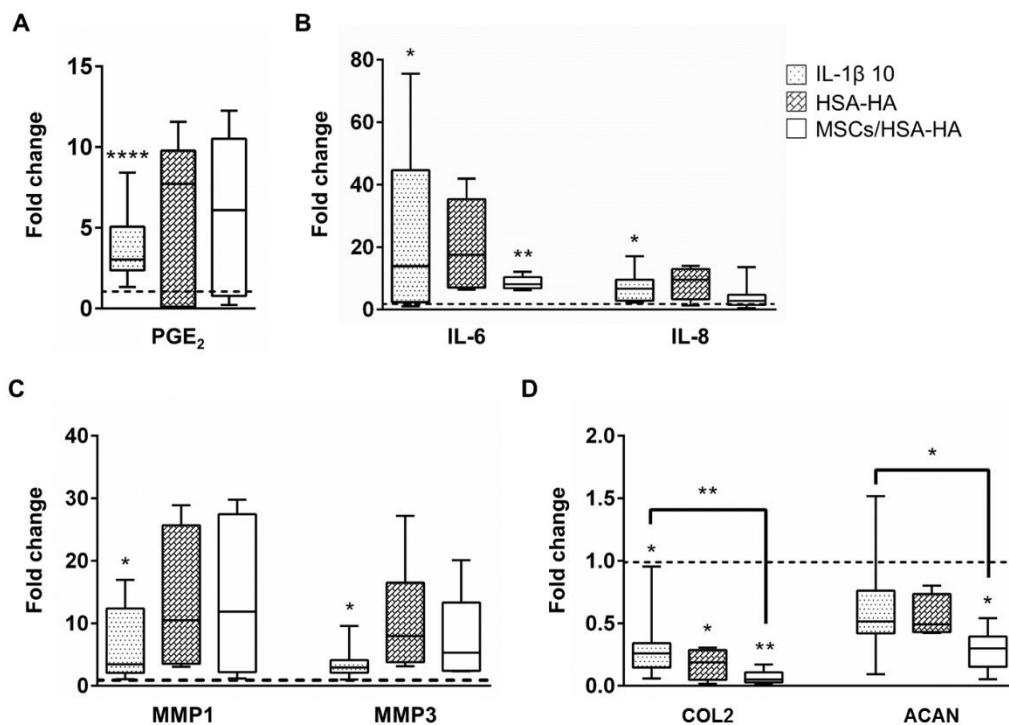 A
Fold change
15
10
5
0
****
PGE₂
B
Fold change
80
60
40
20
0
*
**
*
IL-6
IL-8
IL-1β 10
HSA-HA
MSCs/HSA-HA
C
Fold change
40
30
20
10
0
*
*
MMP1
MMP3
D
Fold change
2.0
1.5
1.0
0.5
0.0
**
*
*
*
**
*
COL2
ACAN